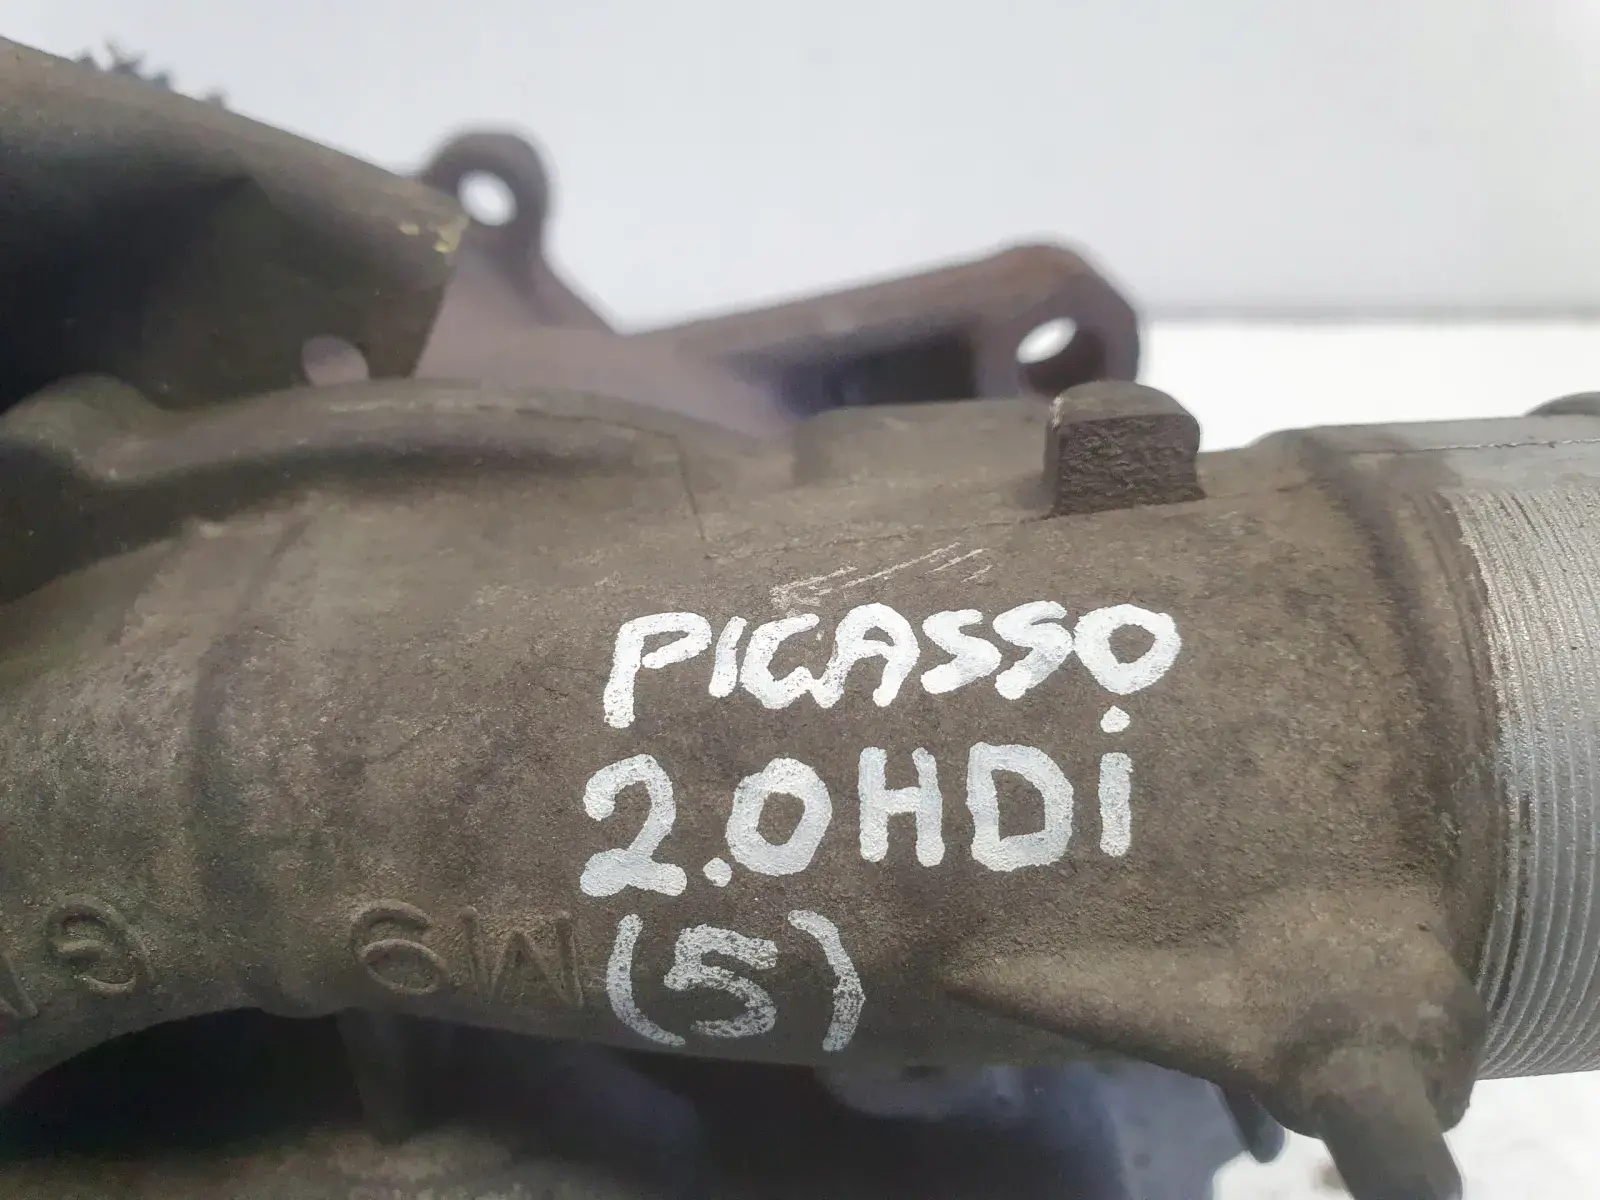 PICASSO
2.0HDi
(5)